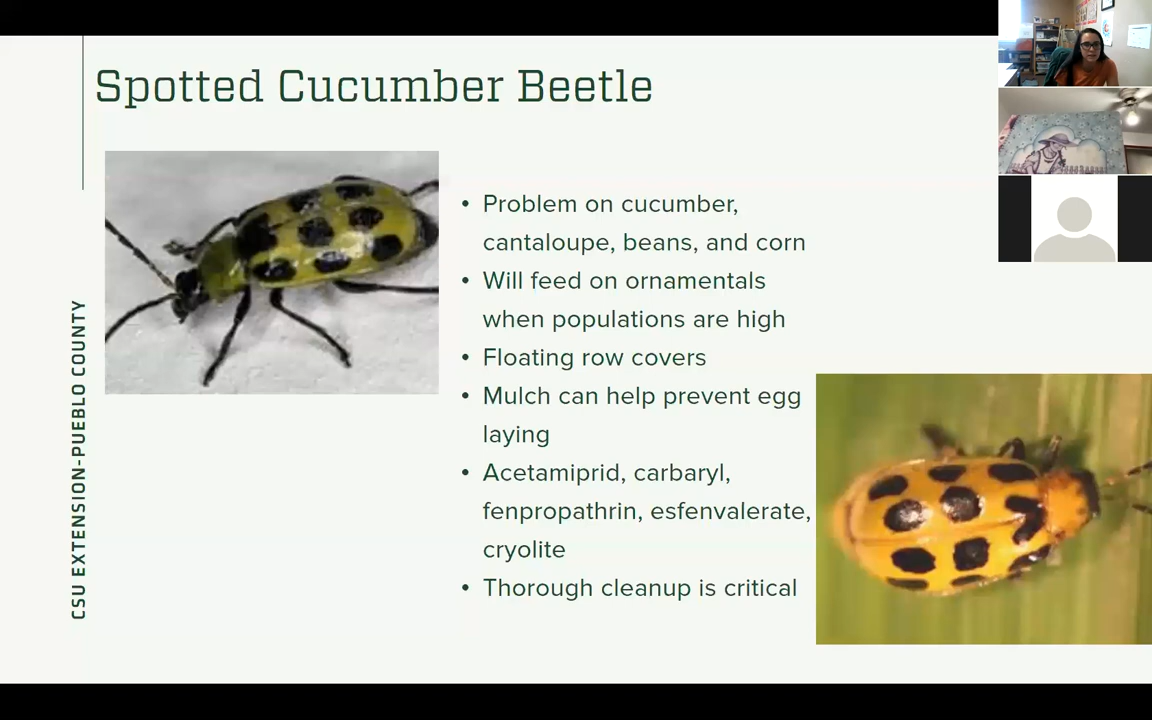 Spotted Cucumber Beetle
• Problem on cucumber,
cantaloupe, beans, and corn
• Will feed on ornamentals
when populations are high
• Floating row covers
• Mulch can help prevent egg
laying
• Acetamiprid, carbaryl,
fenpropathrin, esfenvalerate,
cryolite
• Thorough cleanup is critical
CSU EXTENSION-PUEBLO COUNTY